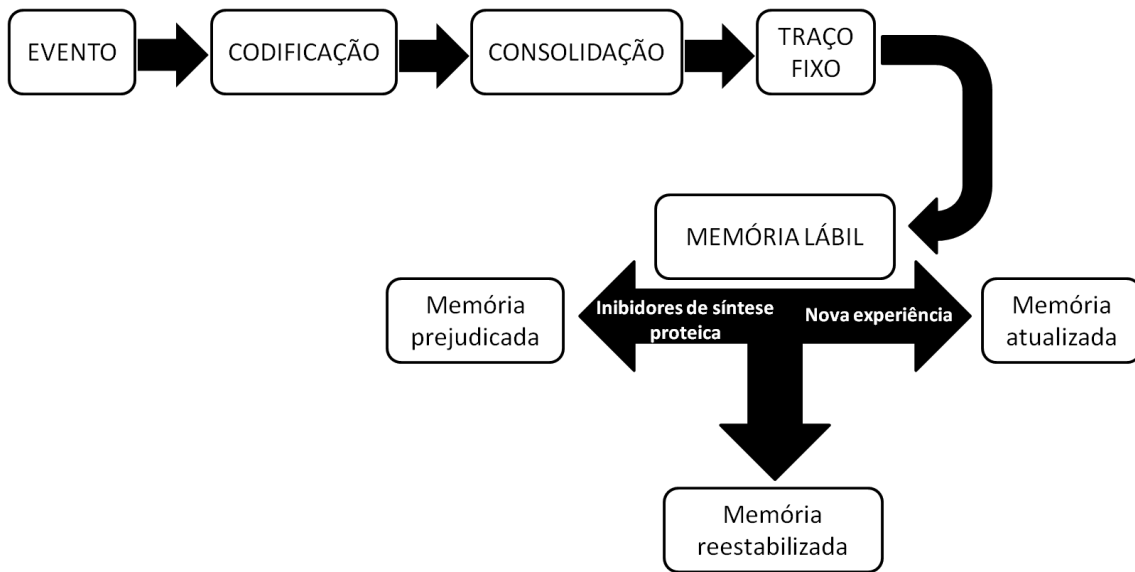 EVENTO
CODIFICAÇÃO
CONSOLIDAÇÃO
TRAÇO
FIXO
MEMÓRIA LÁBIL
Inibidores de síntese
proteica
Nova experiência
Memória
prejudicada
Memória
atualizada
Memória
reestabilizada